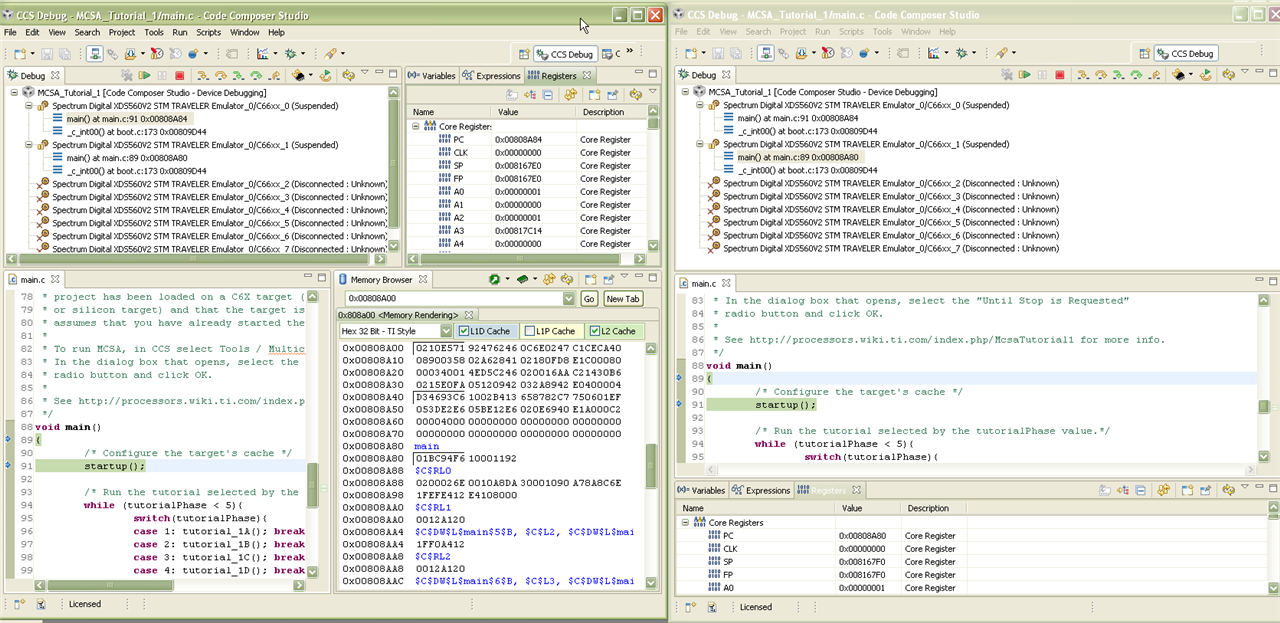 CCS Debug - MCSA_Tutorial_1/main.c - Code Composer Studio
File Edit View Search Project Tools Run Scripts Window Help
CCS Debug
C
»
Debug
MCSA_Tutorial_1 [Code Composer Studio - Device Debugging]
Spectrum Digital XDS560V2 STM TRAVELER Emulator_0/C66xx_0 (Suspended)
main() at main.c:91 0x00808A84
_c_int00() at boot.c:173 0x00809D44
Spectrum Digital XDS560V2 STM TRAVELER Emulator_0/C66xx_1 (Suspended)
main() at main.c:89 0x00808A80
_c_int00() at boot.c:173 0x00809D44
Spectrum Digital XDS560V2 STM TRAVELER Emulator_0/C66xx_2 (Disconnected : Unknown)
Spectrum Digital XDS560V2 STM TRAVELER Emulator_0/C66xx_3 (Disconnected : Unknown)
Spectrum Digital XDS560V2 STM TRAVELER Emulator_0/C66xx_4 (Disconnected : Unknown)
Spectrum Digital XDS560V2 STM TRAVELER Emulator_0/C66xx_5 (Disconnected : Unknown)
Spectrum Digital XDS560V2 STM TRAVELER Emulator_0/C66xx_6 (Disconnected : Unknown)
Spectrum Digital XDS560V2 STM TRAVELER Emulator_0/C66xx_7 (Disconnected : Unknown)
Variables Expressions Registers
Name Value Description
Core Register:
PC 0x00808A84 Core Register
CLK 0x00000000 Core Register
SP 0x008167E0 Core Register
FP 0x008167E0 Core Register
A0 0x00000001 Core Register
A1 0x00000000 Core Register
A2 0x00000001 Core Register
A3 0x00817C14 Core Register
A4 0x00000000 Core Register
main.c
78 * project has been loaded on a C6X target (
79 * or silicon target) and that the target is
80 * assumes that you have already started the
81 *
82 * To run MCSA, in CCS select Tools / Multic
83 * In the dialog box that opens, select the
84 * radio button and click OK.
85 *
86 * See http://processors.wiki.ti.com/index.p
87 */
88 void main()
89 {
90 /* Configure the target's cache */
91 startup();
92
93 /* Run the tutorial selected by the
94 while (tutorialPhase < 5){
95 switch(tutorialPhase){
96 case 1: tutorial_1A(); break
97 case 2: tutorial_1B(); break
98 case 3: tutorial_1C(); break
99 case 4: tutorial_1D(); break
Memory Browser
0x00808A00 Go New Tab
0x808a00 <Memory Rendering>
Hex 32 Bit - TI Style L1D Cache L1P Cache L2 Cache
0x00808A00 0210E571 92476246 0C6E0247 C1CECA40
0x00808A10 08900358 02A62841 02180FD8 E1C00080
0x00808A20 00034001 4ED5C246 020016AA C21430B6
0x00808A30 0215E0FA 05120942 032A8942 E0400004
0x00808A40 D34693C6 1002B413 658782C7 750601EF
0x00808A50 053DE2E6 05BE12E6 020E6940 E1A000C2
0x00808A60 00004000 00000000 00000000 00000000
0x00808A70 00000000 00000000 00000000 00000000
0x00808A80 main
0x00808A80 01BC94F6 10001192
0x00808A88 $C$RL0
0x00808A88 0200026E 0010A8DA 30001090 A78A8C6E
0x00808A98 1FEE6412 E4100000
0x00808AA0 $C$RL1
0x00808AA0 0012A120
0x00808AA4 $C$DW$L$main$5$B, $C$L2, $C$DW$L$mai
0x00808AA4 1FF0A412
0x00808AA8 $C$RL2
0x00808AA8 0012A120
0x00808AAC $C$DW$L$main$6$B, $C$L3, $C$DW$L$mai
Licensed
CCS Debug - MCSA_Tutorial_1/main.c - Code Composer Studio
File Edit View Search Project Tools Run Scripts Window Help
CCS Debug
Debug
MCSA_Tutorial_1 [Code Composer Studio - Device Debugging]
Spectrum Digital XDS560V2 STM TRAVELER Emulator_0/C66xx_0 (Suspended)
main() at main.c:91 0x00808A84
_c_int00() at boot.c:173 0x00809D44
Spectrum Digital XDS560V2 STM TRAVELER Emulator_0/C66xx_1 (Suspended)
main() at main.c:89 0x00808A80
_c_int00() at boot.c:173 0x00809D44
Spectrum Digital XDS560V2 STM TRAVELER Emulator_0/C66xx_2 (Disconnected : Unknown)
Spectrum Digital XDS560V2 STM TRAVELER Emulator_0/C66xx_3 (Disconnected : Unknown)
Spectrum Digital XDS560V2 STM TRAVELER Emulator_0/C66xx_4 (Disconnected : Unknown)
Spectrum Digital XDS560V2 STM TRAVELER Emulator_0/C66xx_5 (Disconnected : Unknown)
Spectrum Digital XDS560V2 STM TRAVELER Emulator_0/C66xx_6 (Disconnected : Unknown)
Spectrum Digital XDS560V2 STM TRAVELER Emulator_0/C66xx_7 (Disconnected : Unknown)
main.c
83 * In the dialog box that opens, select the "Until Stop is Requested"
84 * radio button and click OK.
85 *
86 * See http://processors.wiki.ti.com/index.php/McsaTutorial1 for more info.
87 */
88 void main()
89 {
90 /* Configure the target's cache */
91 startup();
92
93 /* Run the tutorial selected by the tutorialPhase value.*/
94 while (tutorialPhase < 5){
95 switch(tutorialPhase){
Variables Expressions Registers
Name Value Description
Core Registers
PC 0x00808A80 Core Register
CLK 0x00000000 Core Register
SP 0x008167F0 Core Register
FP 0x008167F0 Core Register
A0 0x00000001 Core Register
Licensed